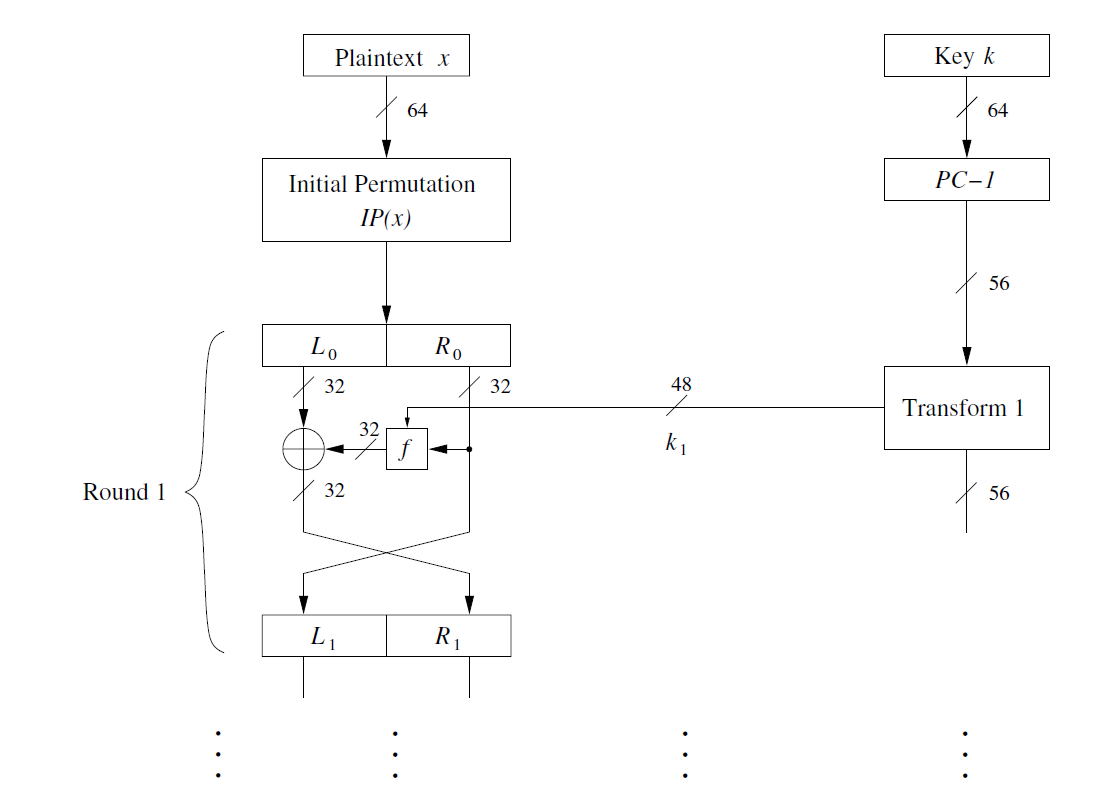 Plaintext x
Key k
64
64
Initial Permutation
IP(x)
PC–1
56
L0
R0
32
32
48
Transform 1
32
f
k1
32
56
Round 1
L1
R1